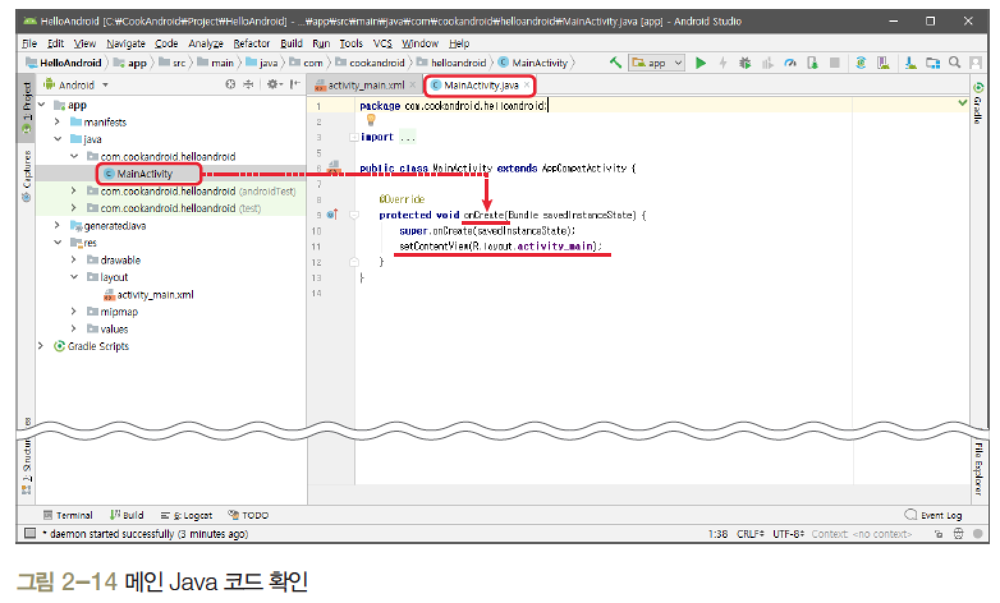 HelloAndroid [C:₩CookAndroid₩Project₩HelloAndroid] - ...₩app₩src₩main₩java₩com₩cookandroid₩helloandroid₩MainActivity.java [app] - Android Studio
File Edit View Navigate Code Analyze Refactor Build Run Tools VCS Window Help
HelloAndroid app src main java com cookandroid helloandroid MainActivity app
1: Project
Captures
Android
app
manifests
java
com.cookandroid.helloandroid
MainActivity
com.cookandroid.helloandroid (androidTest)
com.cookandroid.helloandroid (test)
generatedJava
res
drawable
layout
activity_main.xml
mipmap
values
Gradle Scripts
activity_main.xml MainActivity.java
1 package com.cookandroid.helloandroid;
2
3 import ...
5
6 public class MainActivity extends AppCompatActivity {
7
8 @Override
9 protected void onCreate(Bundle savedInstanceState) {
10 super.onCreate(savedInstanceState);
11 setContentView(R.layout.activity_main);
12 }
13 }
14
Gradle
File Explorer
Terminal Build 6: Logcat TODO Event Log
* daemon started successfully (3 minutes ago) 1:38 CRLF UTF-8 Context: <no context>
그림 2-14 메인 Java 코드 확인